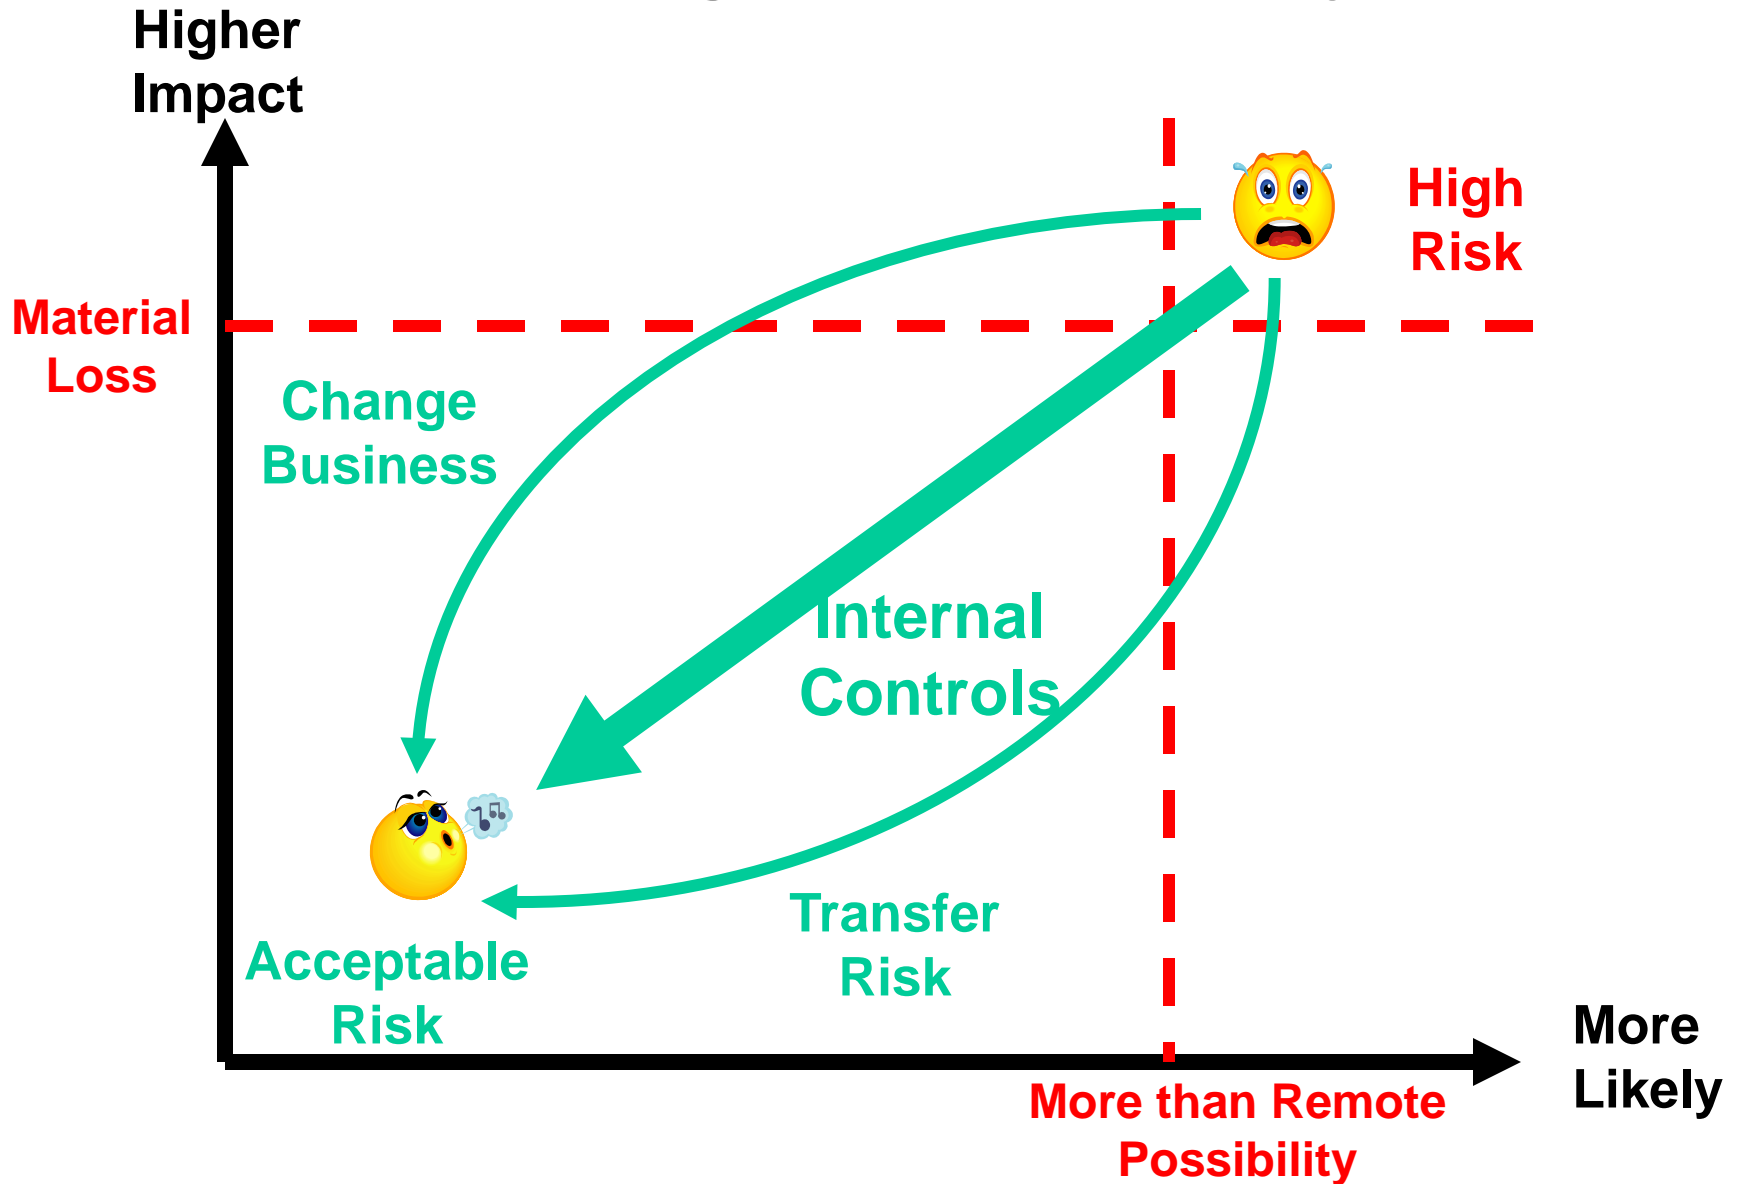 Higher
Impact
High
Risk
Material
Loss
Change
Business
Internal
Controls
Transfer
Risk
Acceptable
Risk
More
Likely
More than Remote
Possibility